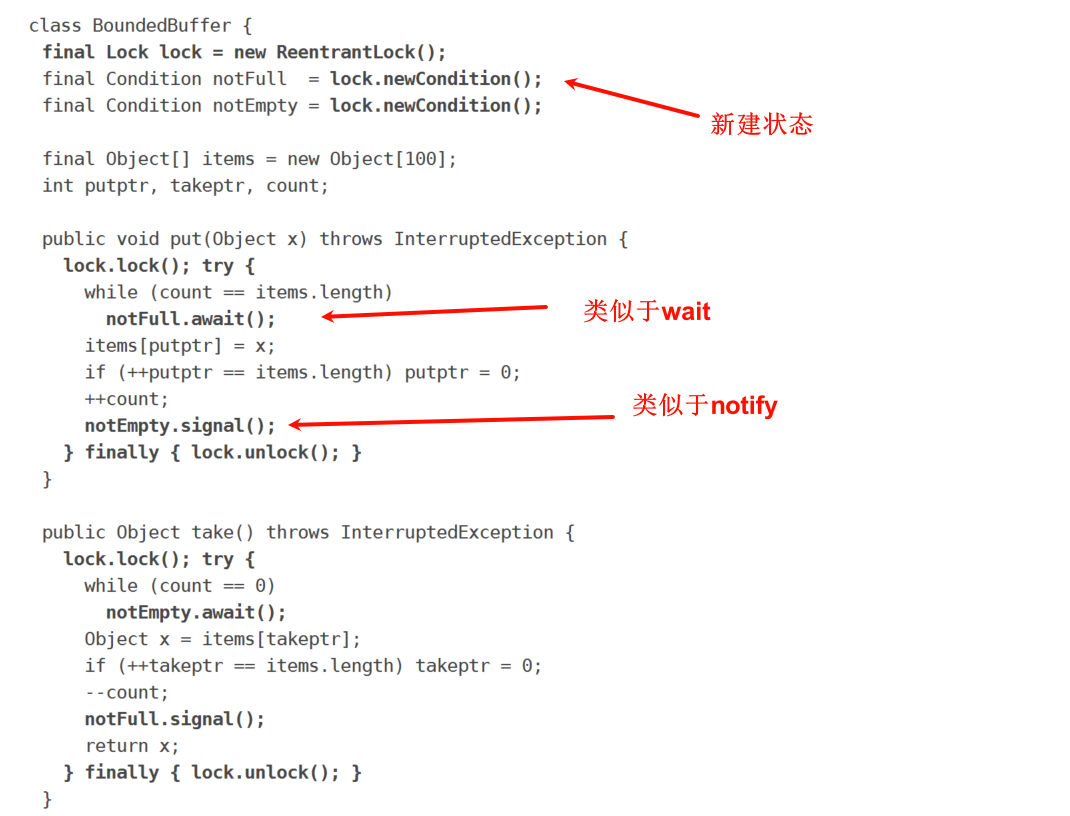 class BoundedBuffer {
final Lock lock = new ReentrantLock();
final Condition notFull  = lock.newCondition();
final Condition notEmpty = lock.newCondition();
新建状态
final Object[] items = new Object[100];
int putptr, takeptr, count;
public void put(Object x) throws InterruptedException {
lock.lock(); try {
while (count == items.length)
notFull.await();
类似于wait
items[putptr] = x;
if (++putptr == items.length) putptr = 0;
++count;
类似于notify
notEmpty.signal();
} finally { lock.unlock(); }
}
public Object take() throws InterruptedException {
lock.lock(); try {
while (count == 0)
notEmpty.await();
Object x = items[takeptr];
if (++takeptr == items.length) takeptr = 0;
--count;
notFull.signal();
return x;
} finally { lock.unlock(); }
}